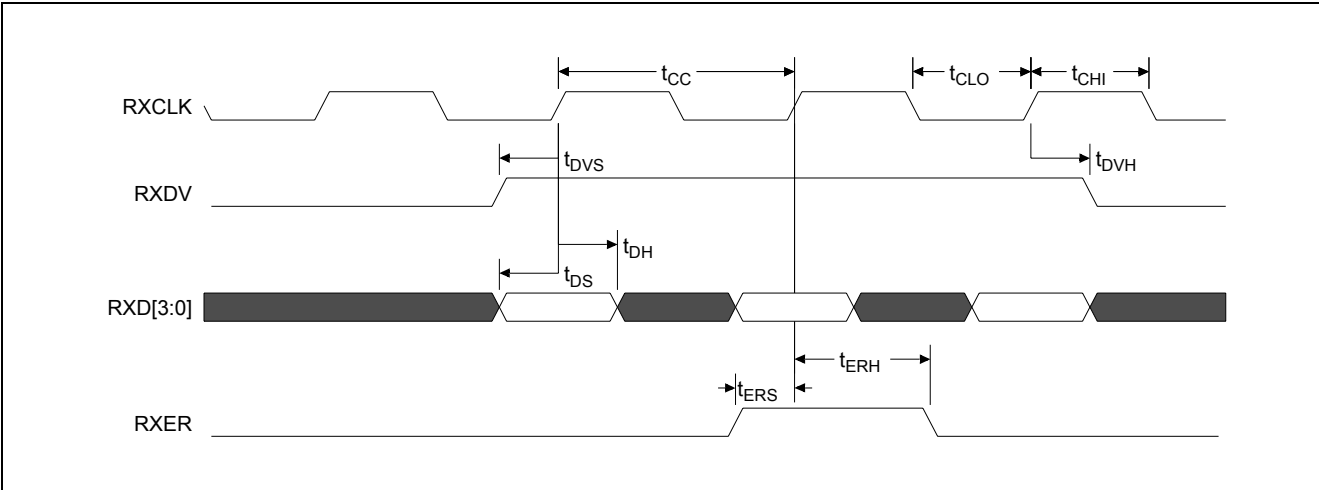 tCC
tCLO
tCHI
RXCLK
tDVS
tDVH
RXDV
tDH
tDS
RXD[3:0]
tERH
tERS
RXER